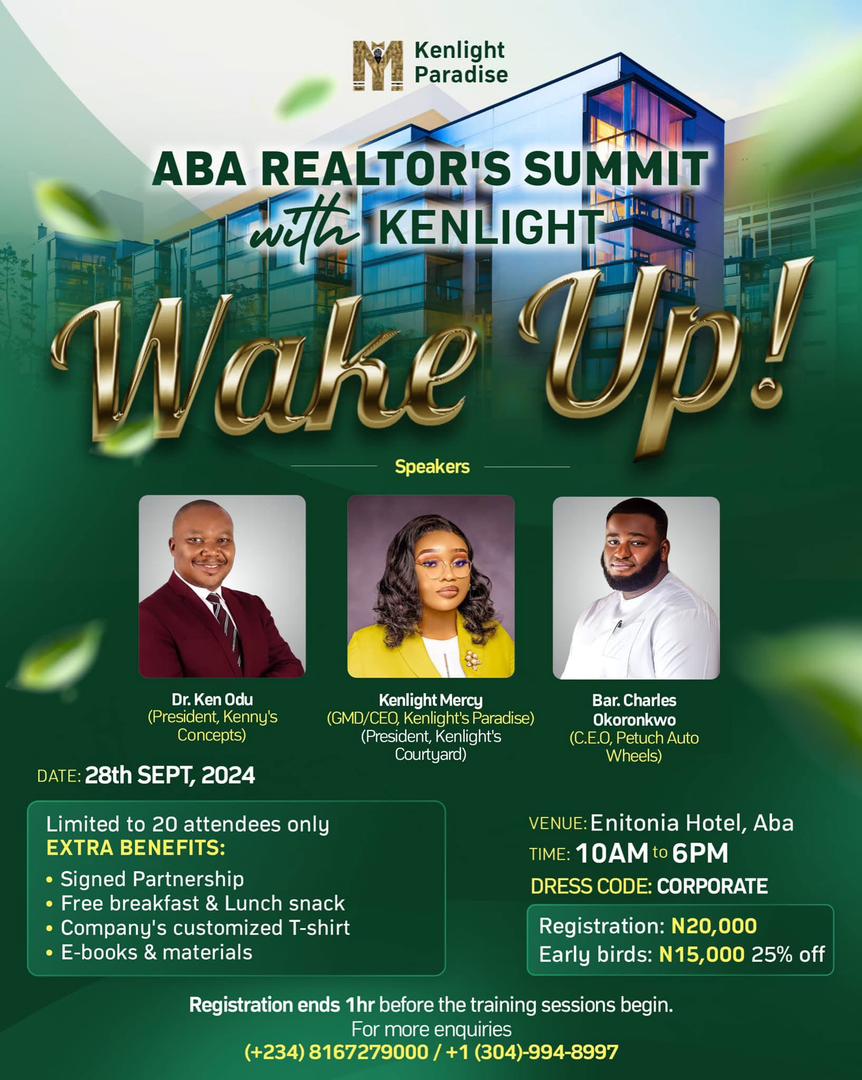 Kenlight
Paradise
ABA REALTOR'S SUMMIT
with KENLIGHT
Wake Up!
Speakers
Dr. Ken Odu
(President, Kenny's
Concepts)
Kenlight Mercy
(GMD/CEO, Kenlight's Paradise)
(President, Kenlight's
Courtyard)
Bar. Charles
Okoronkwo
(C.E.O, Petuch Auto
Wheels)
DATE: 28th SEPT, 2024
Limited to 20 attendees only
EXTRA BENEFITS:
• Signed Partnership
• Free breakfast & Lunch snack
• Company's customized T-shirt
• E-books & materials
VENUE: Enitonia Hotel, Aba
TIME: 10AM to 6PM
DRESS CODE: CORPORATE
Registration: N20,000
Early birds: N15,000 25% off
Registration ends 1hr before the training sessions begin.
For more enquiries
(+234) 8167279000 / +1 (304)-994-8997